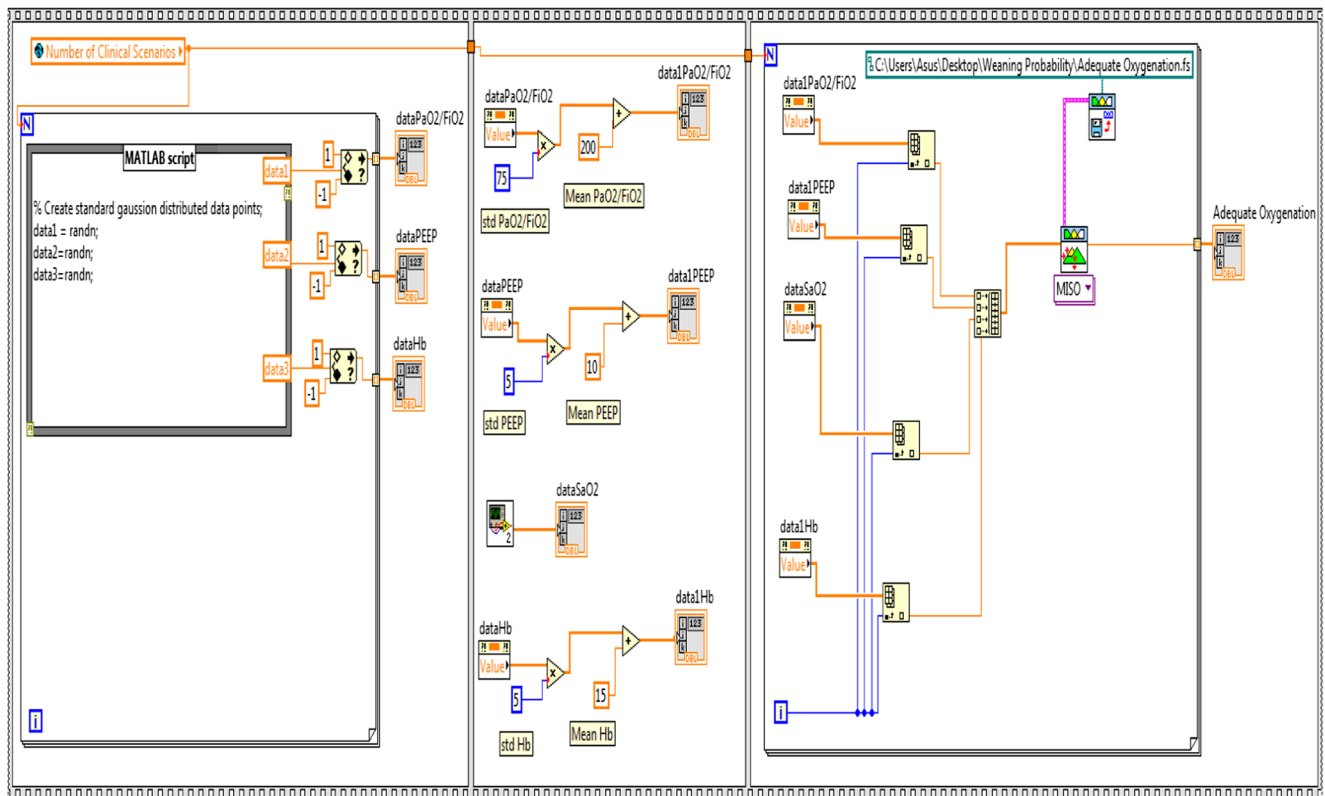 Number of Clinical Scenarios
N
MATLAB script
% Create standard gaussion distributed data points;
data1 = randn;
data2=randn;
data3=randn;
data1
data2
data3
1
-1
1
-1
1
-1
dataPaO2/FiO2
dataPEEP
dataHb
i
dataPaO2/FiO2
Value
75
std PaO2/FiO2
200
Mean PaO2/FiO2
data1PaO2/FiO2
dataPEEP
Value
5
std PEEP
10
Mean PEEP
data1PEEP
dataSaO2
2
dataHb
Value
5
std Hb
15
Mean Hb
data1Hb
N
C:\Users\Asus\Desktop\Weaning Probability\Adequate Oxygenation.fs
data1PaO2/FiO2
Value
data1PEEP
Value
dataSaO2
Value
data1Hb
Value
i
MISO
Adequate Oxygenation
123
DBL